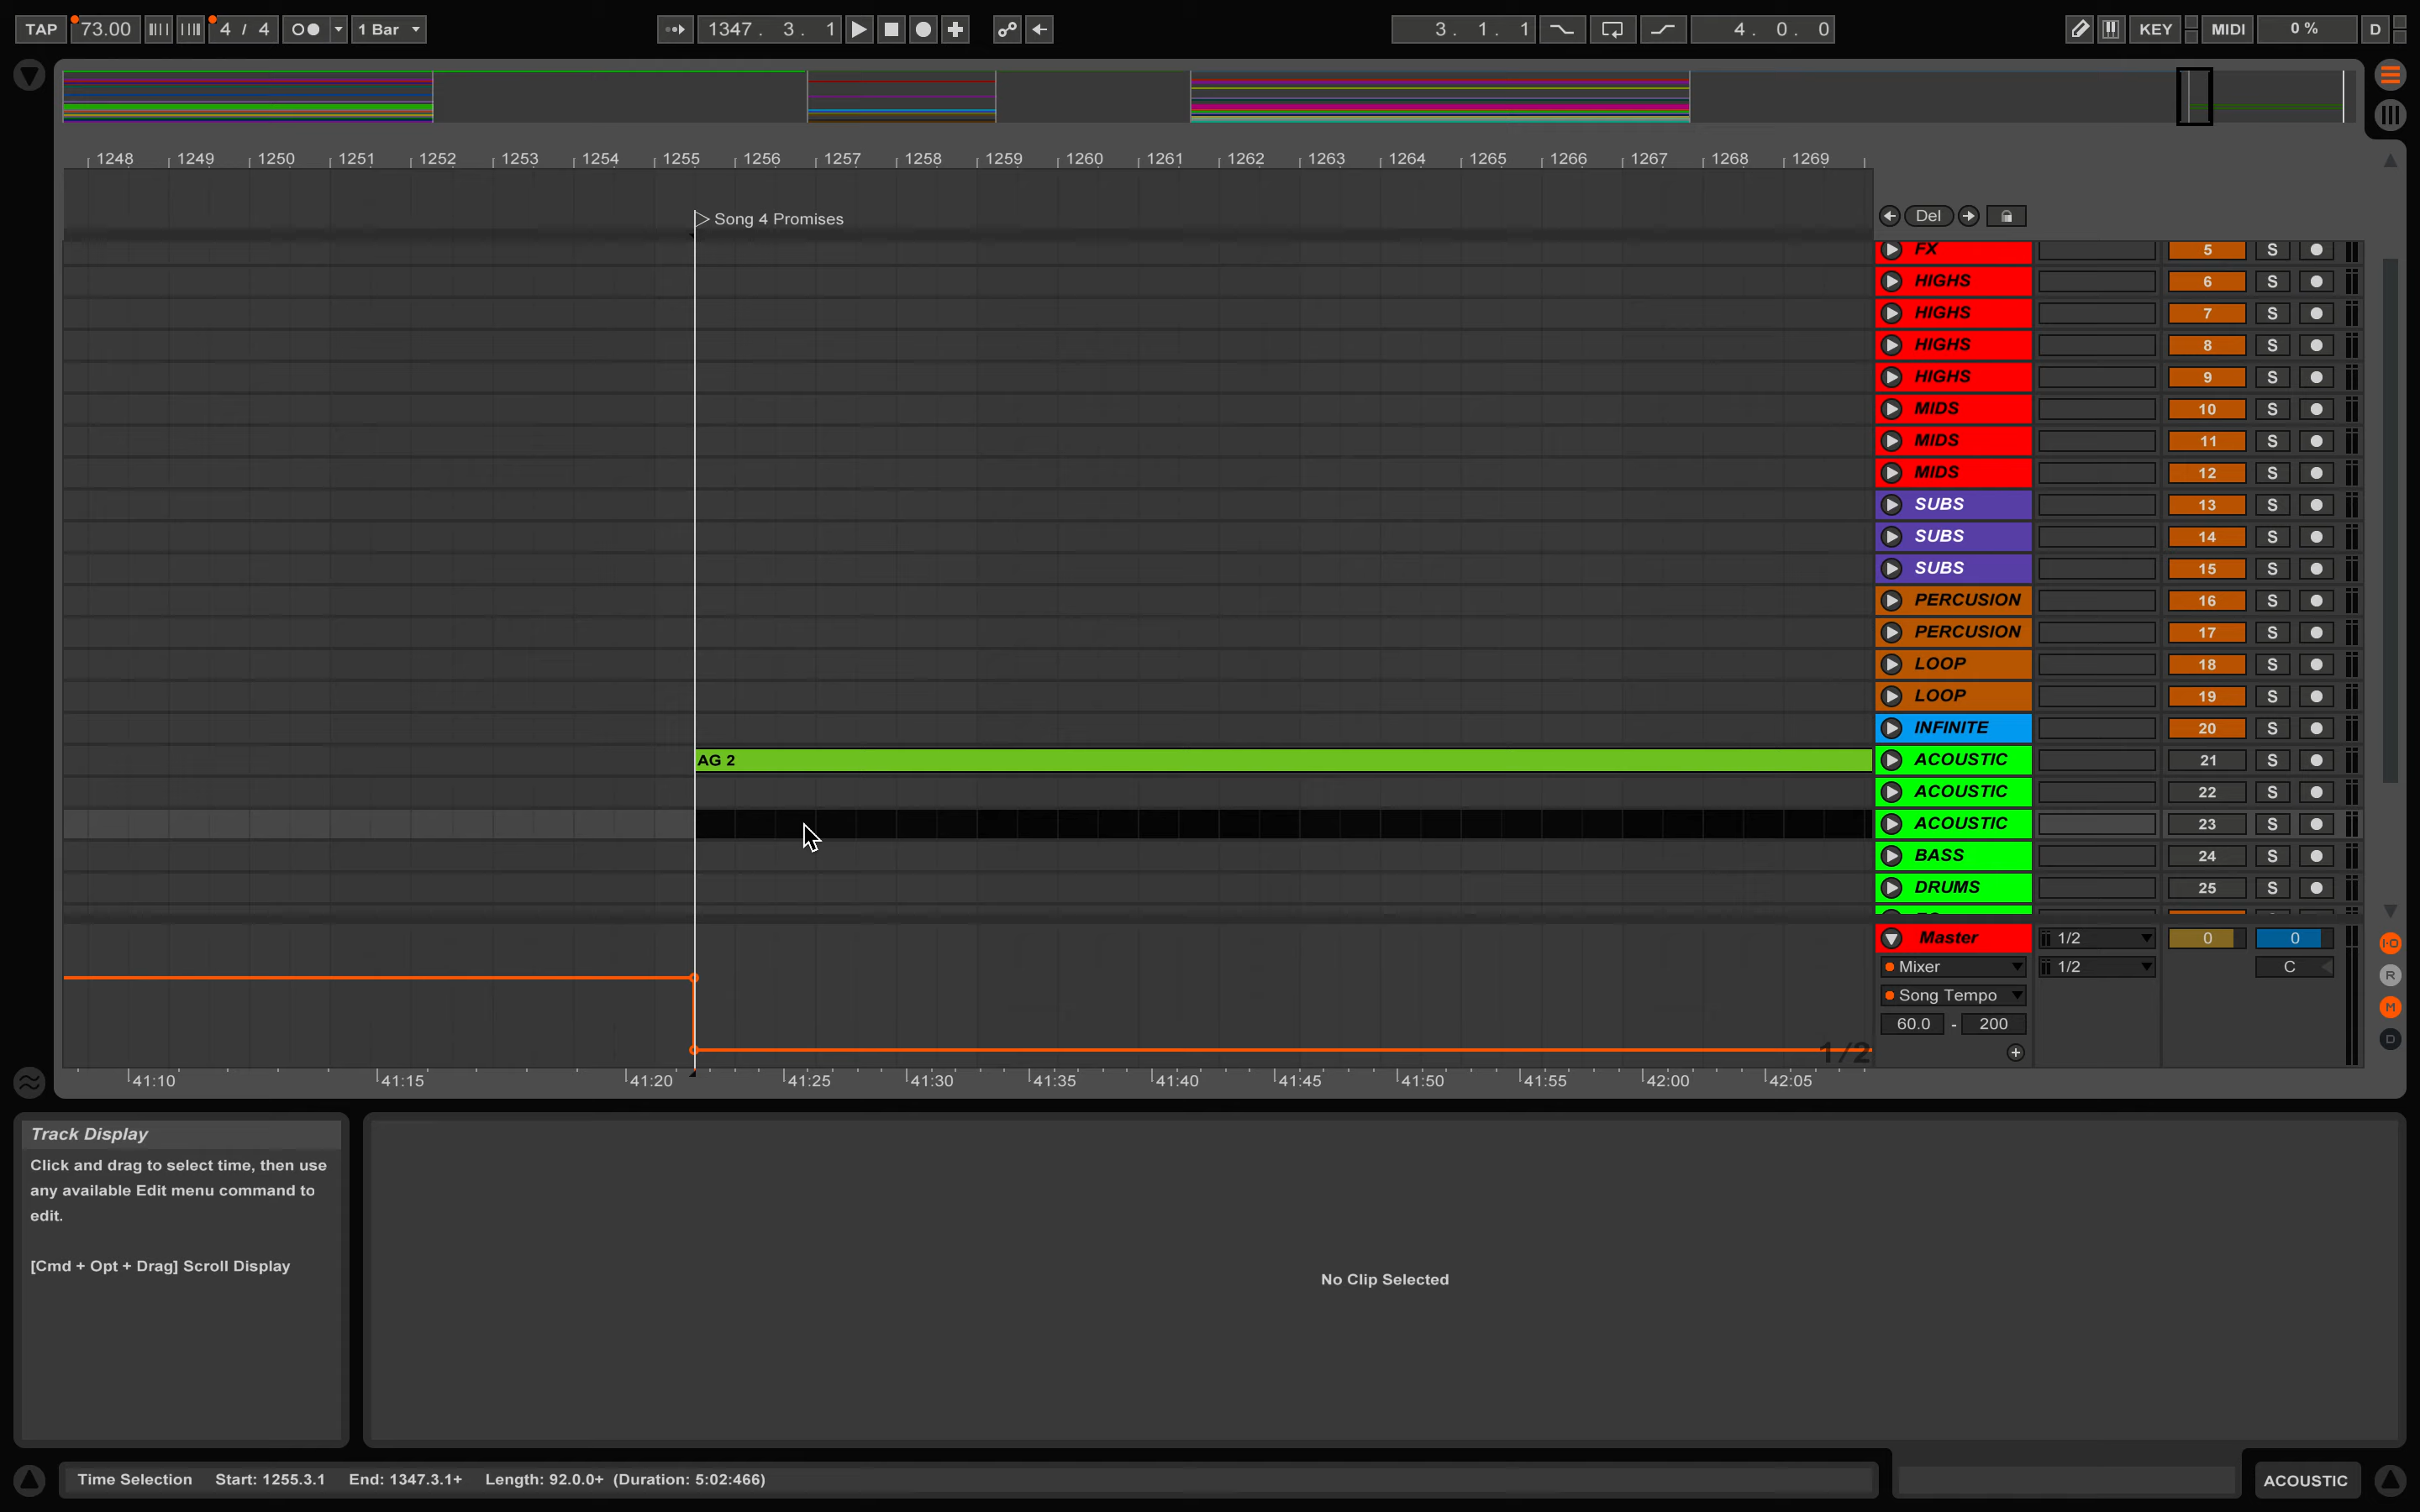 TAP 73.00 4 / 4 1 Bar 1347. 3. 1 3. 1. 1 4. 0. 0 KEY MIDI 0 % D
1248 1249 1250 1251 1252 1253 1254 1255 1256 1257 1258 1259 1260 1261 1262 1263 1264 1265 1266 1267 1268 1269
Song 4 Promises
Del
FX 5 S
HIGHS 6 S
HIGHS 7 S
HIGHS 8 S
HIGHS 9 S
MIDS 10 S
MIDS 11 S
MIDS 12 S
SUBS 13 S
SUBS 14 S
SUBS 15 S
PERCUSION 16 S
PERCUSION 17 S
LOOP 18 S
LOOP 19 S
INFINITE 20 S
AG 2 ACOUSTIC 21 S
ACOUSTIC 22 S
ACOUSTIC 23 S
BASS 24 S
DRUMS 25 S
Master 1/2 0 0
I·O
Mixer 1/2 C
R
Song Tempo
M
60.0 - 200
D
1/2
41:10 41:15 41:20 41:25 41:30 41:35 41:40 41:45 41:50 41:55 42:00 42:05
Track Display
Click and drag to select time, then use
any available Edit menu command to
edit.
[Cmd + Opt + Drag] Scroll Display
No Clip Selected
Time Selection Start: 1255.3.1 End: 1347.3.1+ Length: 92.0.0+ (Duration: 5:02:466)
ACOUSTIC